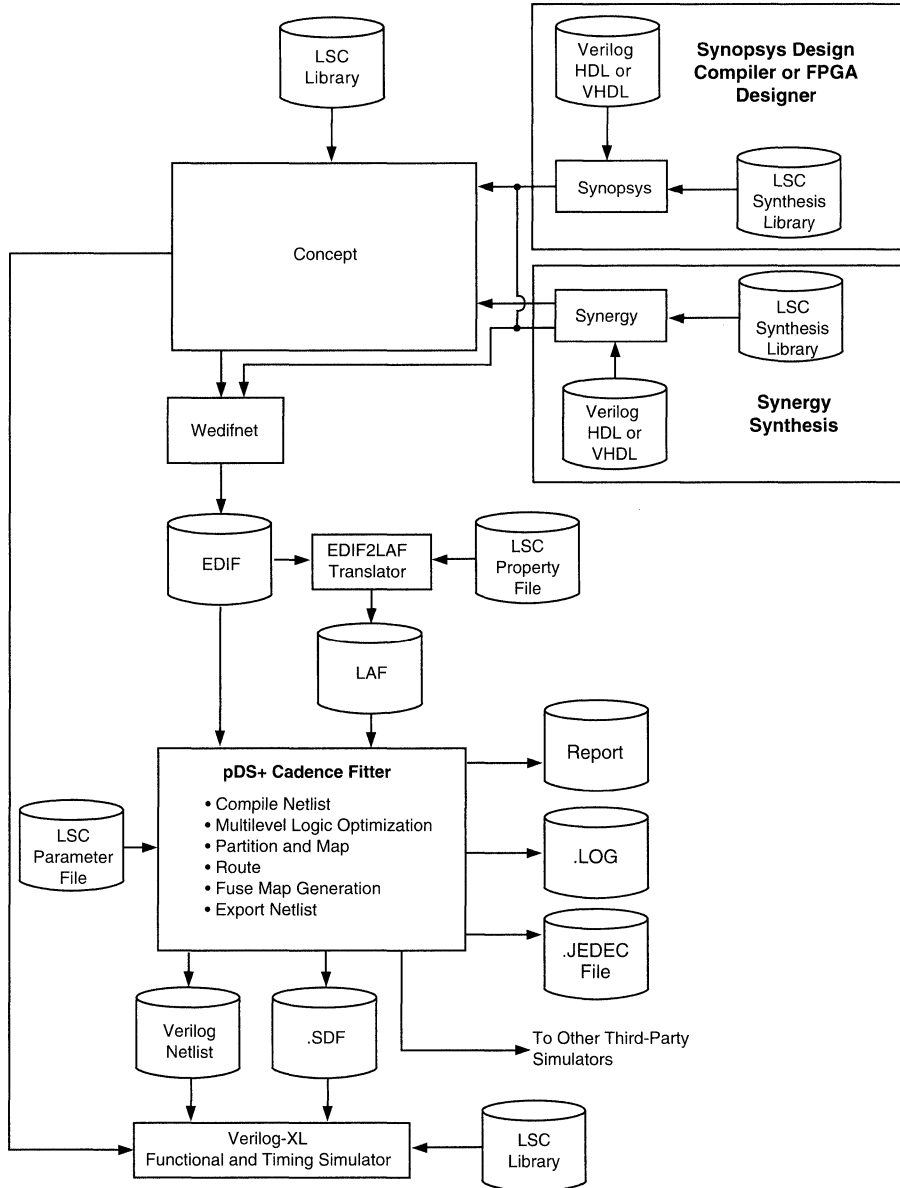 LSC
Library
Verilog
HDL or
VHDL
Synopsys Design
Compiler or FPGA
Designer
Synopsys
LSC
Synthesis
Library
Concept
Synergy
LSC
Synthesis
Library
Verilog
HDL or
VHDL
Synergy
Synthesis
Wedifnet
EDIF
EDIF2LAF
Translator
LSC
Property
File
LAF
pDS+ Cadence Fitter
• Compile Netlist
• Multilevel Logic Optimization
• Partition and Map
• Route
• Fuse Map Generation
• Export Netlist
LSC
Parameter
File
Report
.LOG
.JEDEC
File
Verilog
Netlist
.SDF
To Other Third-Party
Simulators
Verilog-XL
Functional and Timing Simulator
LSC
Library